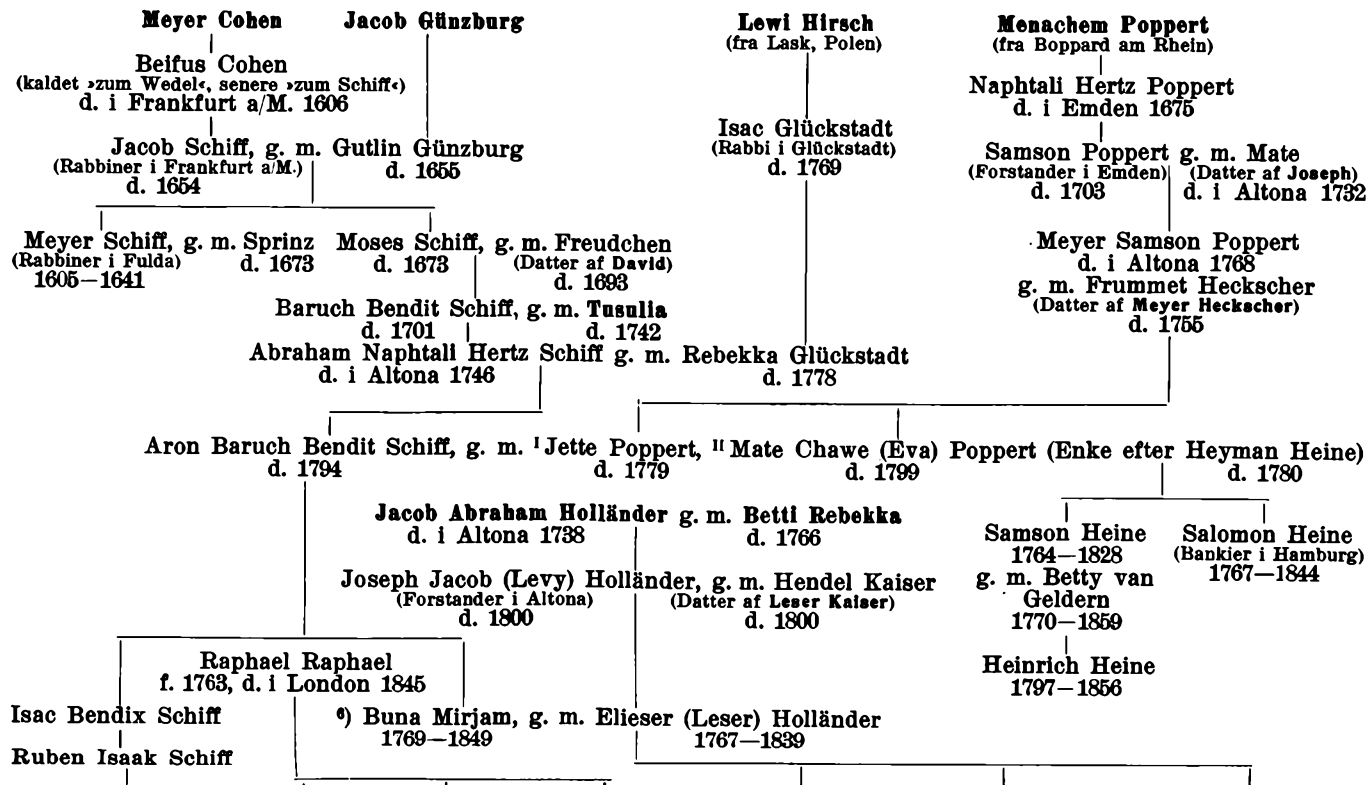 Meyer Cohen
Jacob Günzburg
Lewi Hirsch
(fra Lask, Polen)
Menachem Poppert
(fra Boppard am Rhein)
Beifus Cohen
(kaldet »zum Wedel«, senere »zum Schiff«)
d. i Frankfurt a/M. 1606
Naphtali Hertz Poppert
d. i Emden 1675
Jacob Schiff, g. m. Gutlin Günzburg
(Rabbiner i Frankfurt a/M.)
d. 1654
d. 1655
Isac Glückstadt
(Rabbi i Glückstadt)
d. 1769
Samson Poppert g. m. Mate
(Forstander i Emden) (Datter af Joseph)
d. 1703 d. i Altona 1732
Meyer Schiff, g. m. Sprinz
(Rabbiner i Fulda) d. 1673
1605—1641
Moses Schiff, g. m. Freudchen
d. 1673 (Datter af David)
d. 1693
Meyer Samson Poppert
d. i Altona 1768
g. m. Frummet Heckscher
(Datter af Meyer Heckscher)
d. 1755
Baruch Bendit Schiff, g. m. Tusulia
d. 1701 d. 1742
Abraham Naphtali Hertz Schiff g. m. Rebekka Glückstadt
d. i Altona 1746 d. 1778
Aron Baruch Bendit Schiff, g. m. I Jette Poppert, II Mate Chawe (Eva) Poppert (Enke efter Heyman Heine)
d. 1794 d. 1779 d. 1799 d. 1780
Jacob Abraham Holländer g. m. Betti Rebekka
d. i Altona 1738 d. 1766
Samson Heine
1764—1828
g. m. Betty van
Geldern
1770—1859
Salomon Heine
(Bankier i Hamburg)
1767—1844
Joseph Jacob (Levy) Holländer, g. m. Hendel Kaiser
(Forstander i Altona) (Datter af Leser Kaiser)
d. 1800 d. 1800
Heinrich Heine
1797—1856
Raphael Raphael
f. 1763, d. i London 1845
Isac Bendix Schiff
⁶) Buna Mirjam, g. m. Elieser (Leser) Holländer
1769—1849 1767—1839
Ruben Isaak Schiff